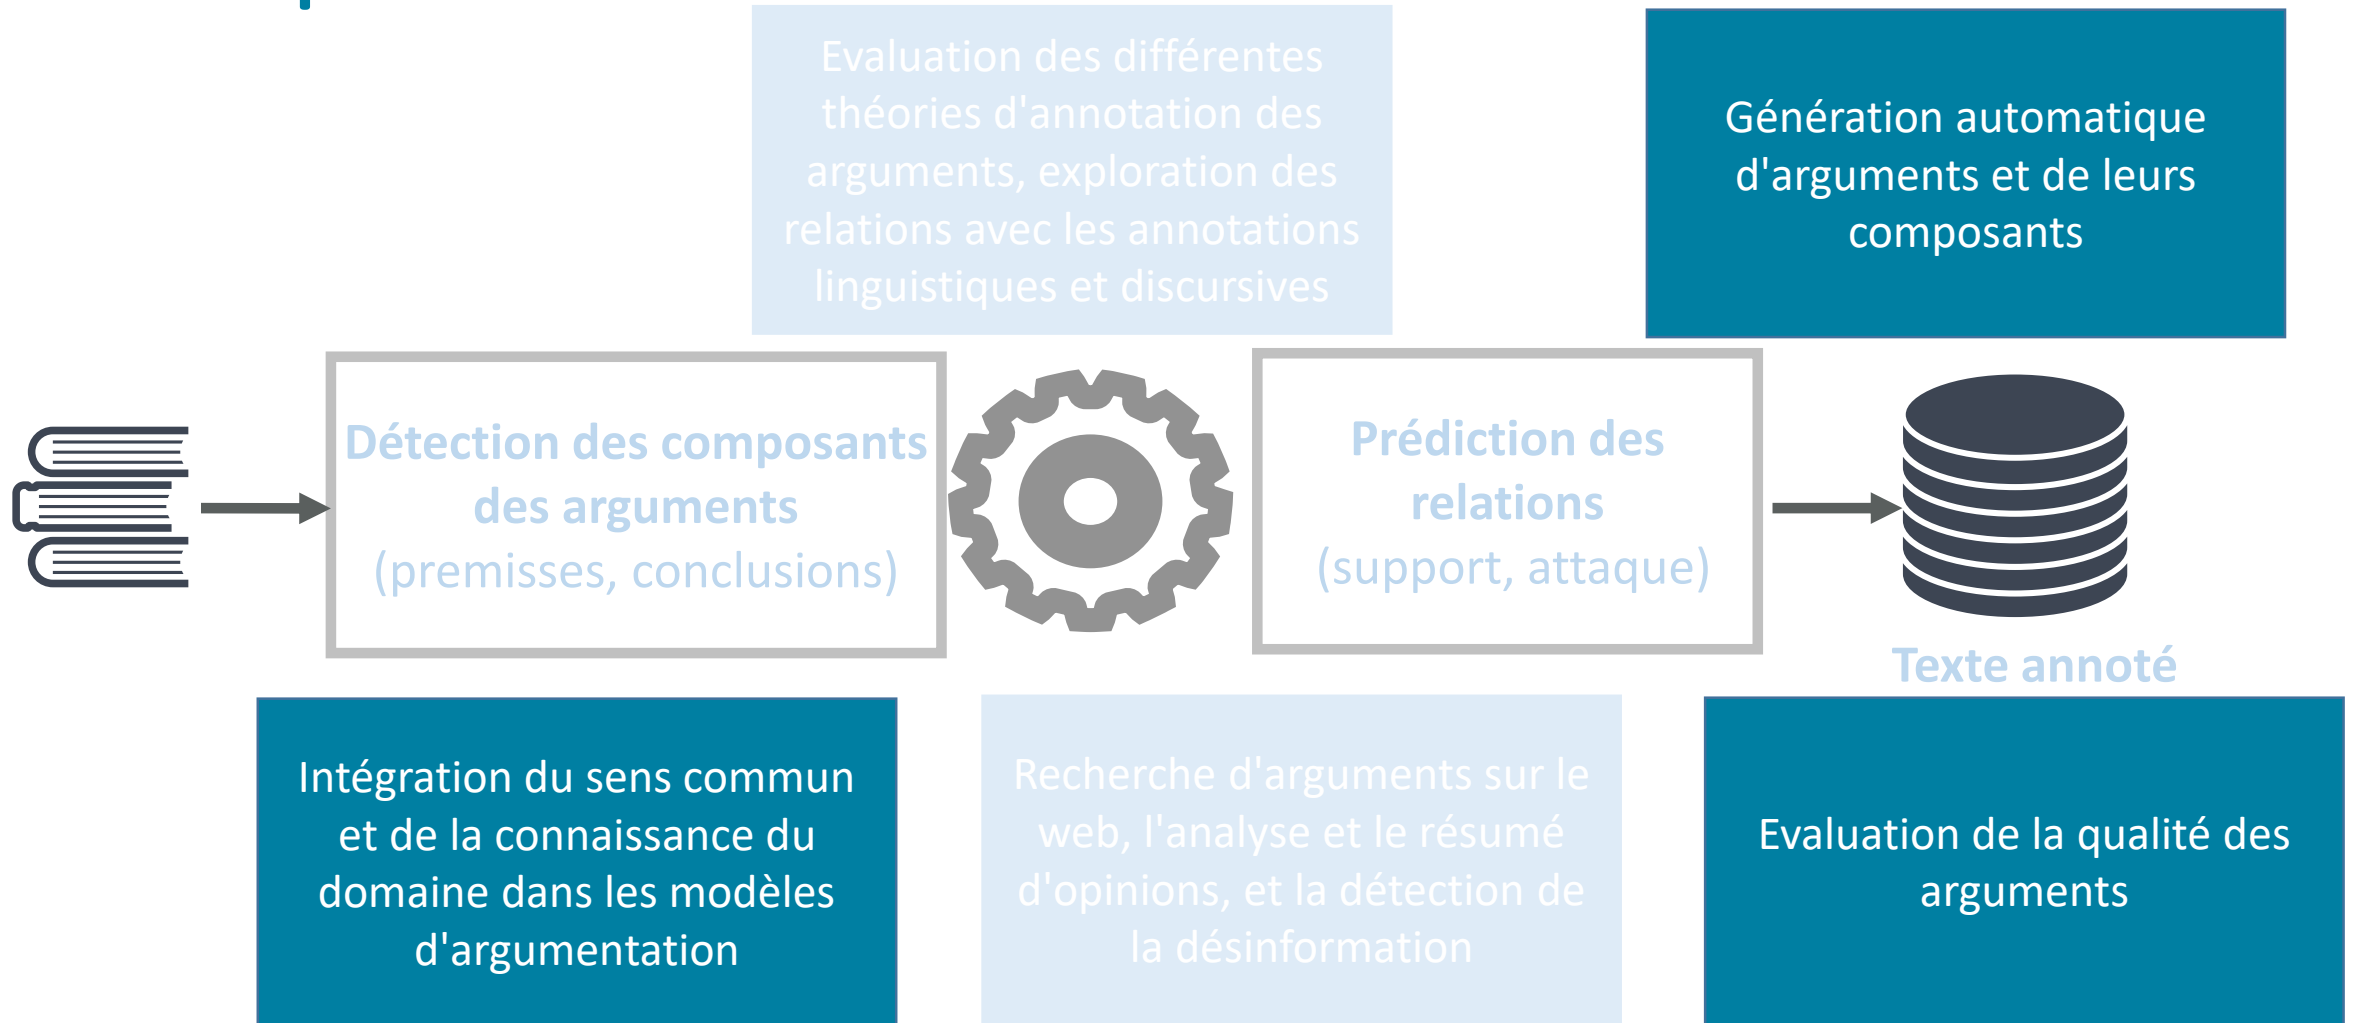 Evaluation des différentes
théories d'annotation des
arguments, exploration des
relations avec les annotations
linguistiques et discursives
Génération automatique
d'arguments et de leurs
composants
Détection des composants
des arguments
(premisses, conclusions)
Prédiction des
relations
(support, attaque)
Texte annoté
Intégration du sens commun
et de la connaissance du
domaine dans les modèles
d'argumentation
Recherche d'arguments sur le
web, l'analyse et le résumé
d'opinions, et la détection de
la désinformation
Evaluation de la qualité des
arguments